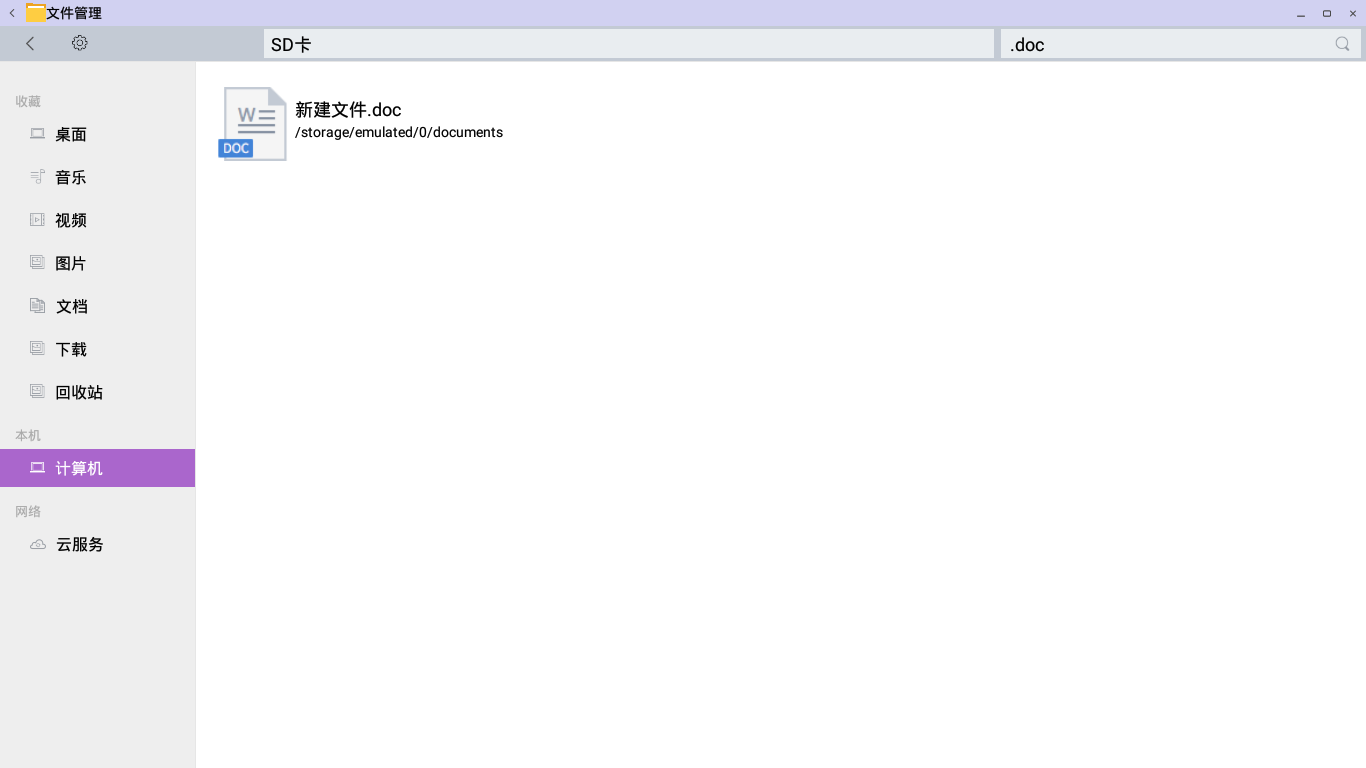 文件管理
SD卡
.doc
收藏
桌面
音乐
视频
图片
文档
下载
回收站
本机
计算机
网络
云服务
W
DOC
新建文件.doc
/storage/emulated/0/documents